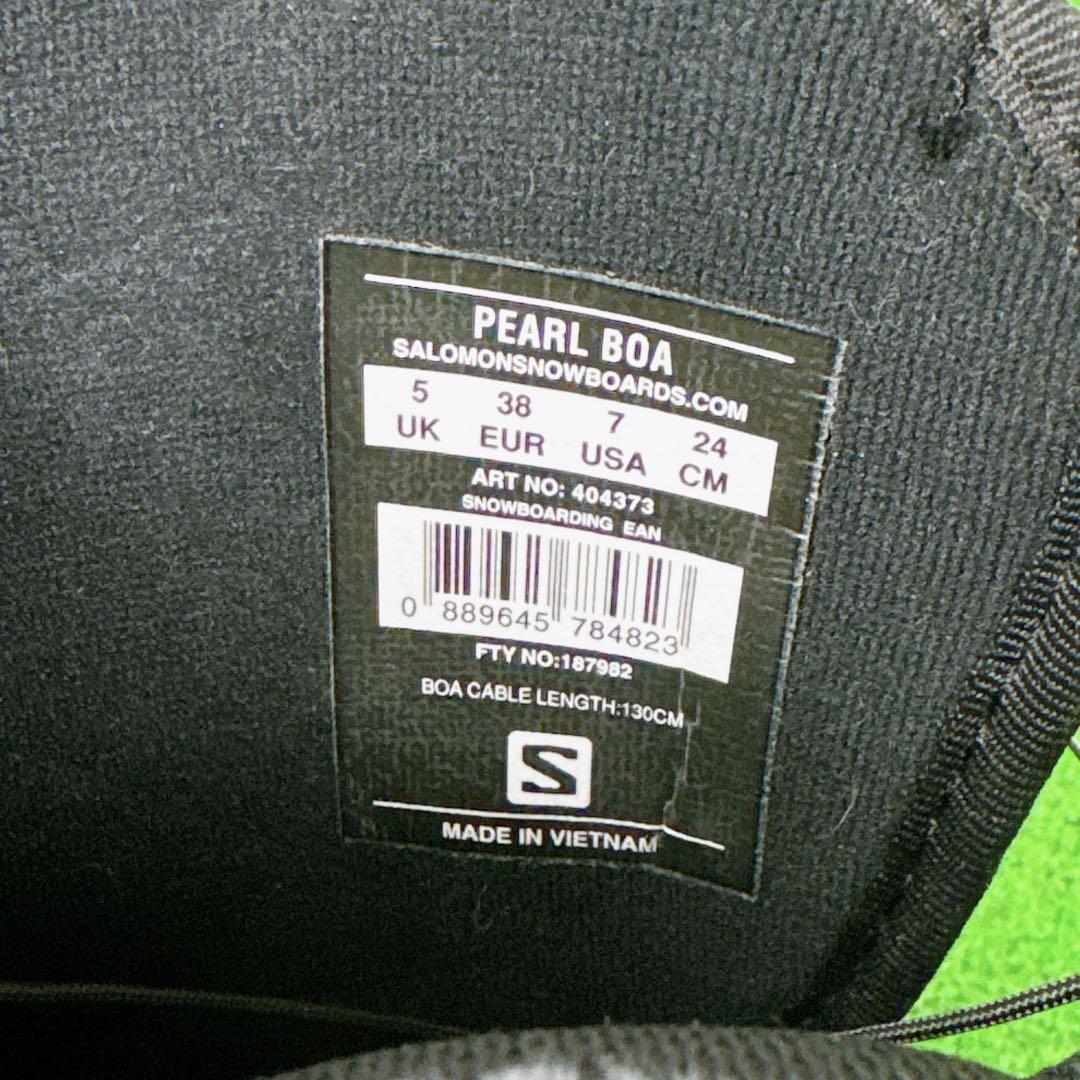 PEARL BOA
SALOMONSNOWBOARDS.COM
5 38 7 24
UK EUR USA CM
ART NO: 404373
SNOWBOARDING EAN
0 889645 784823
FTY NO:187982
BOA CABLE LENGTH:130CM
S
MADE IN VIETNAM